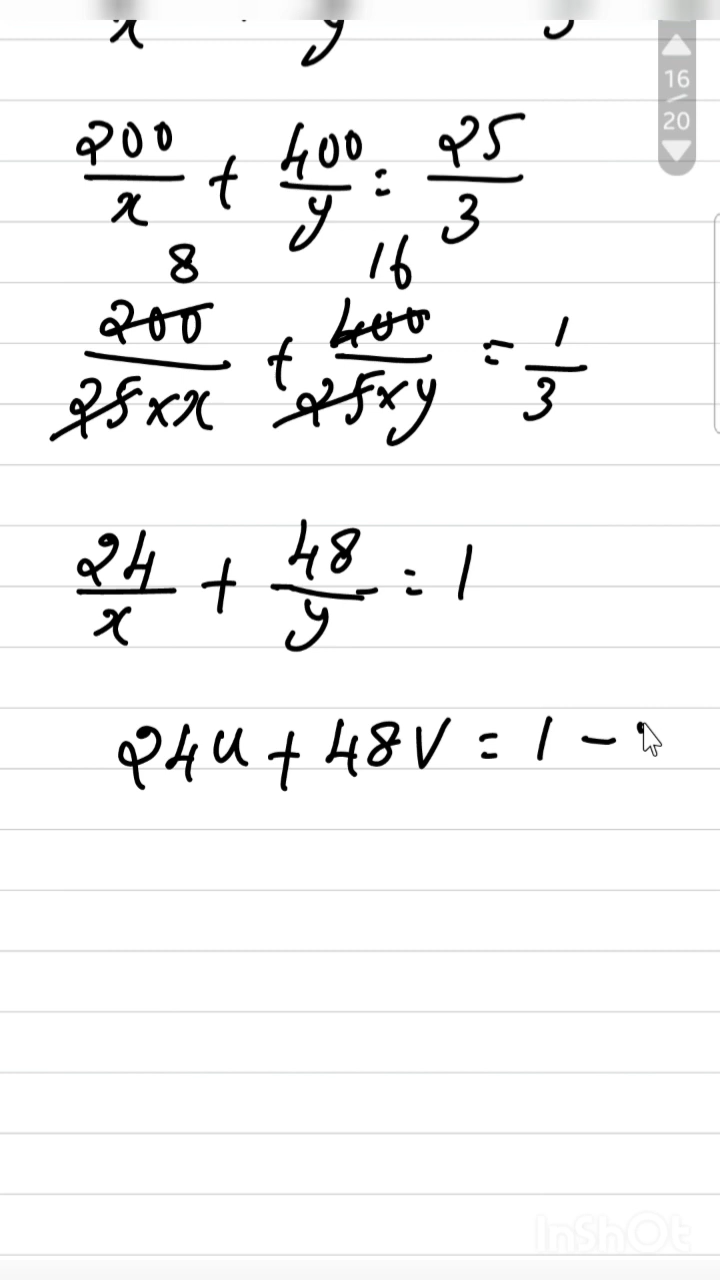 x y 3
16
20
200/x + 400/y = 25/3
8 16
200/25×x + 400/25×y = 1/3
24/x + 48/y = 1
24u + 48v = 1 –
InShOt